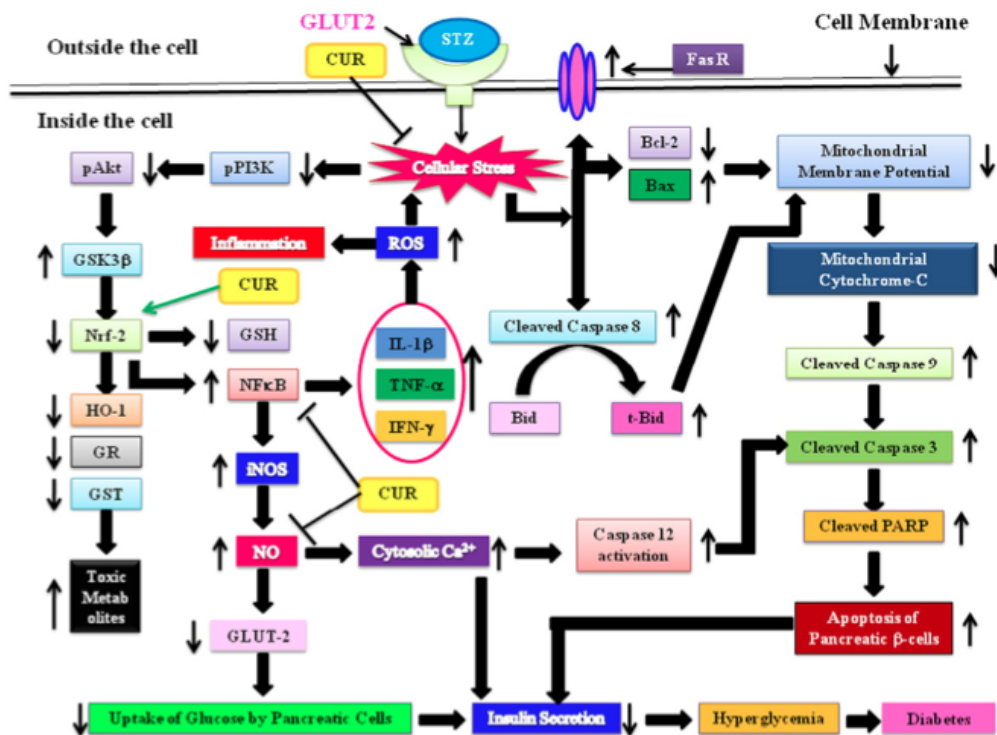 GLUT2
STZ
Cell Membrane
Outside the cell
CUR
Fas R
Inside the cell
pAkt
pPI3K
Cellular Stress
Bcl-2
Bax
Mitochondrial
Membrane Potential
GSK3β
Inflammation
ROS
Mitochondrial
Cytochrome-C
CUR
Nrf-2
GSH
IL-1β
Cleaved Caspase 8
Cleaved Caspase 9
NFκB
TNF-α
HO-1
IFN-γ
Bid
t-Bid
GR
Cleaved Caspase 3
iNOS
GST
CUR
Cleaved PARP
NO
Cytosolic Ca²⁺
Caspase 12
activation
Toxic
Metab
olites
GLUT-2
Apoptosis of
Pancreatic β-cells
Uptake of Glucose by Pancreatic Cells
Insulin Secretion
Hyperglycemia
Diabetes